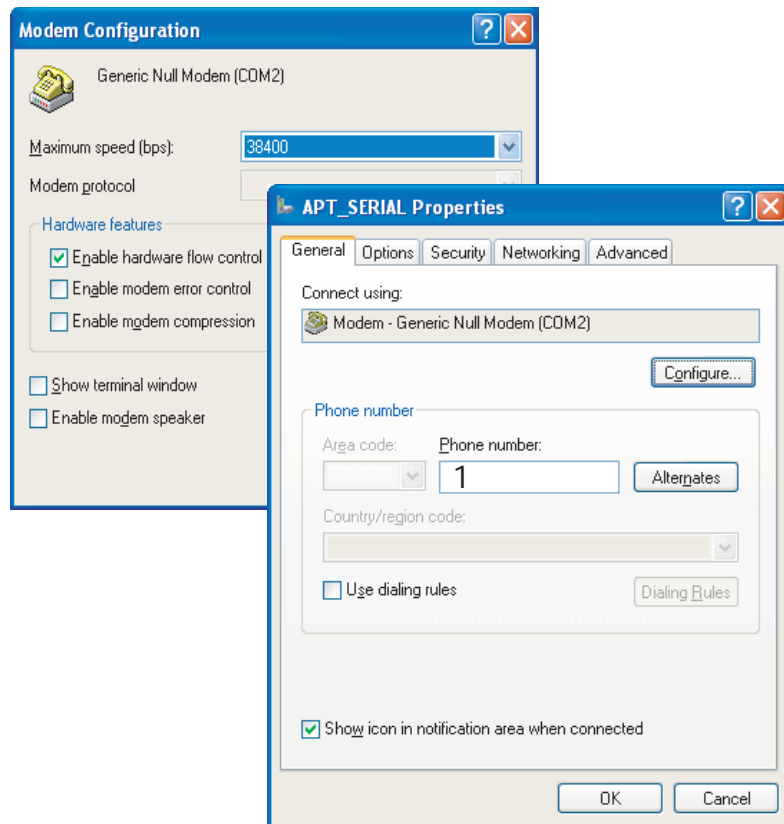 Modem Configuration
Generic Null Modem (COM2)
Maximum speed (bps):
38400
Modem protocol
Hardware features
Enable hardware flow control
Enable modem error control
Enable modem compression
Show terminal window
Enable modem speaker
APT_SERIAL Properties
General Options Security Networking Advanced
Connect using:
Modem - Generic Null Modem (COM2)
Configure...
Phone number
Area code: Phone number:
1
Alternates
Country/region code:
Use dialing rules
Dialing Rules
Show icon in notification area when connected
OK Cancel